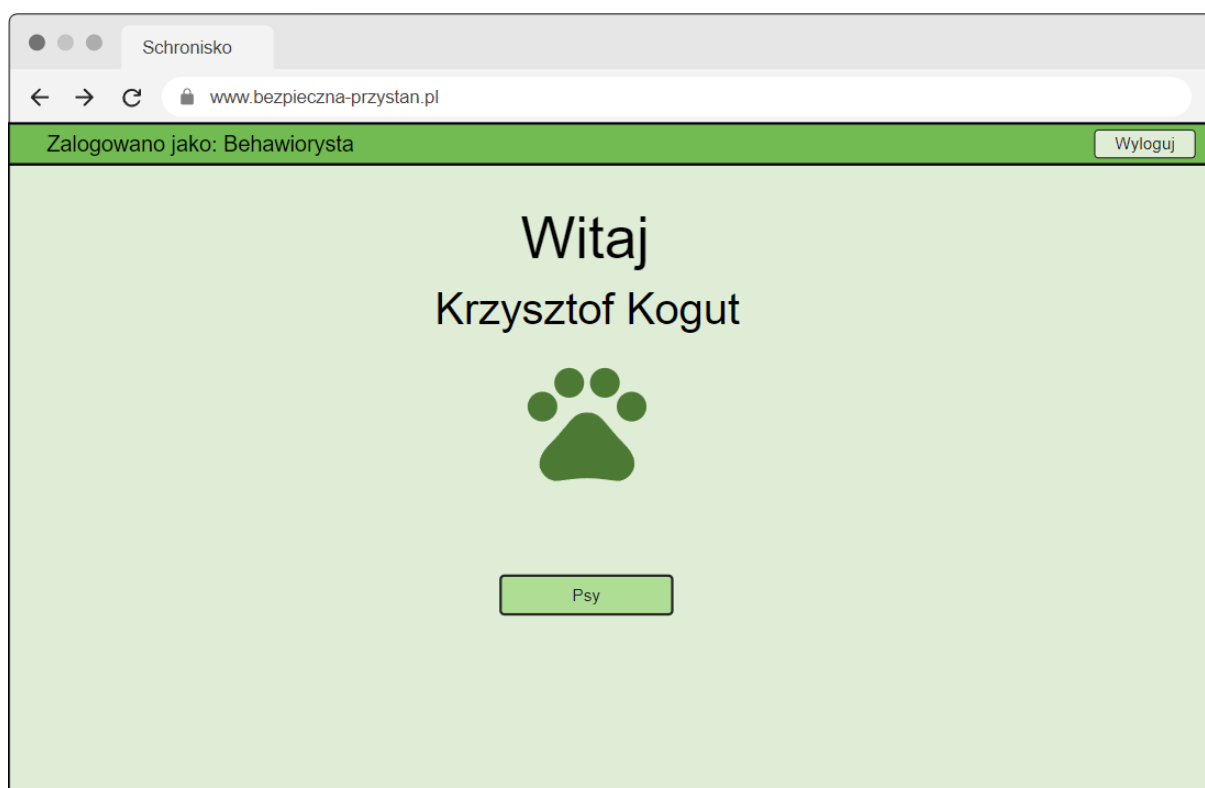 Schronisko
www.bezpieczna-przystan.pl
Zalogowano jako: Behawiorysta
Wyloguj
Witaj
Krzysztof Kogut
Psy